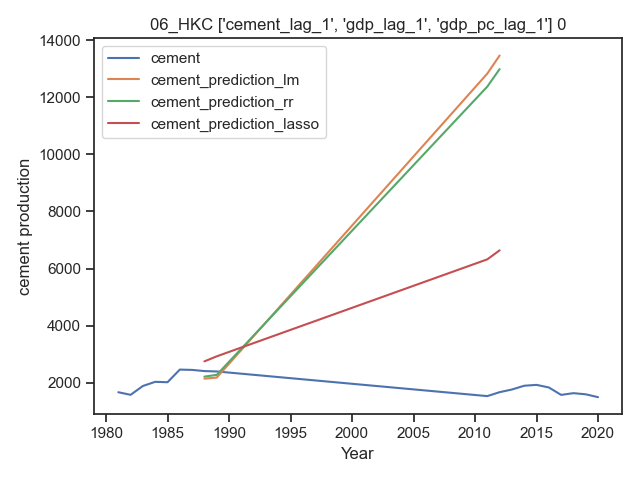 06_HKC ['cement_lag_1', 'gdp_lag_1', 'gdp_pc_lag_1'] 0
14000
12000
10000
8000
6000
4000
2000
cement production
cement
cement_prediction_lm
cement_prediction_rr
cement_prediction_lasso
1980 1985 1990 1995 2000 2005 2010 2015 2020
Year